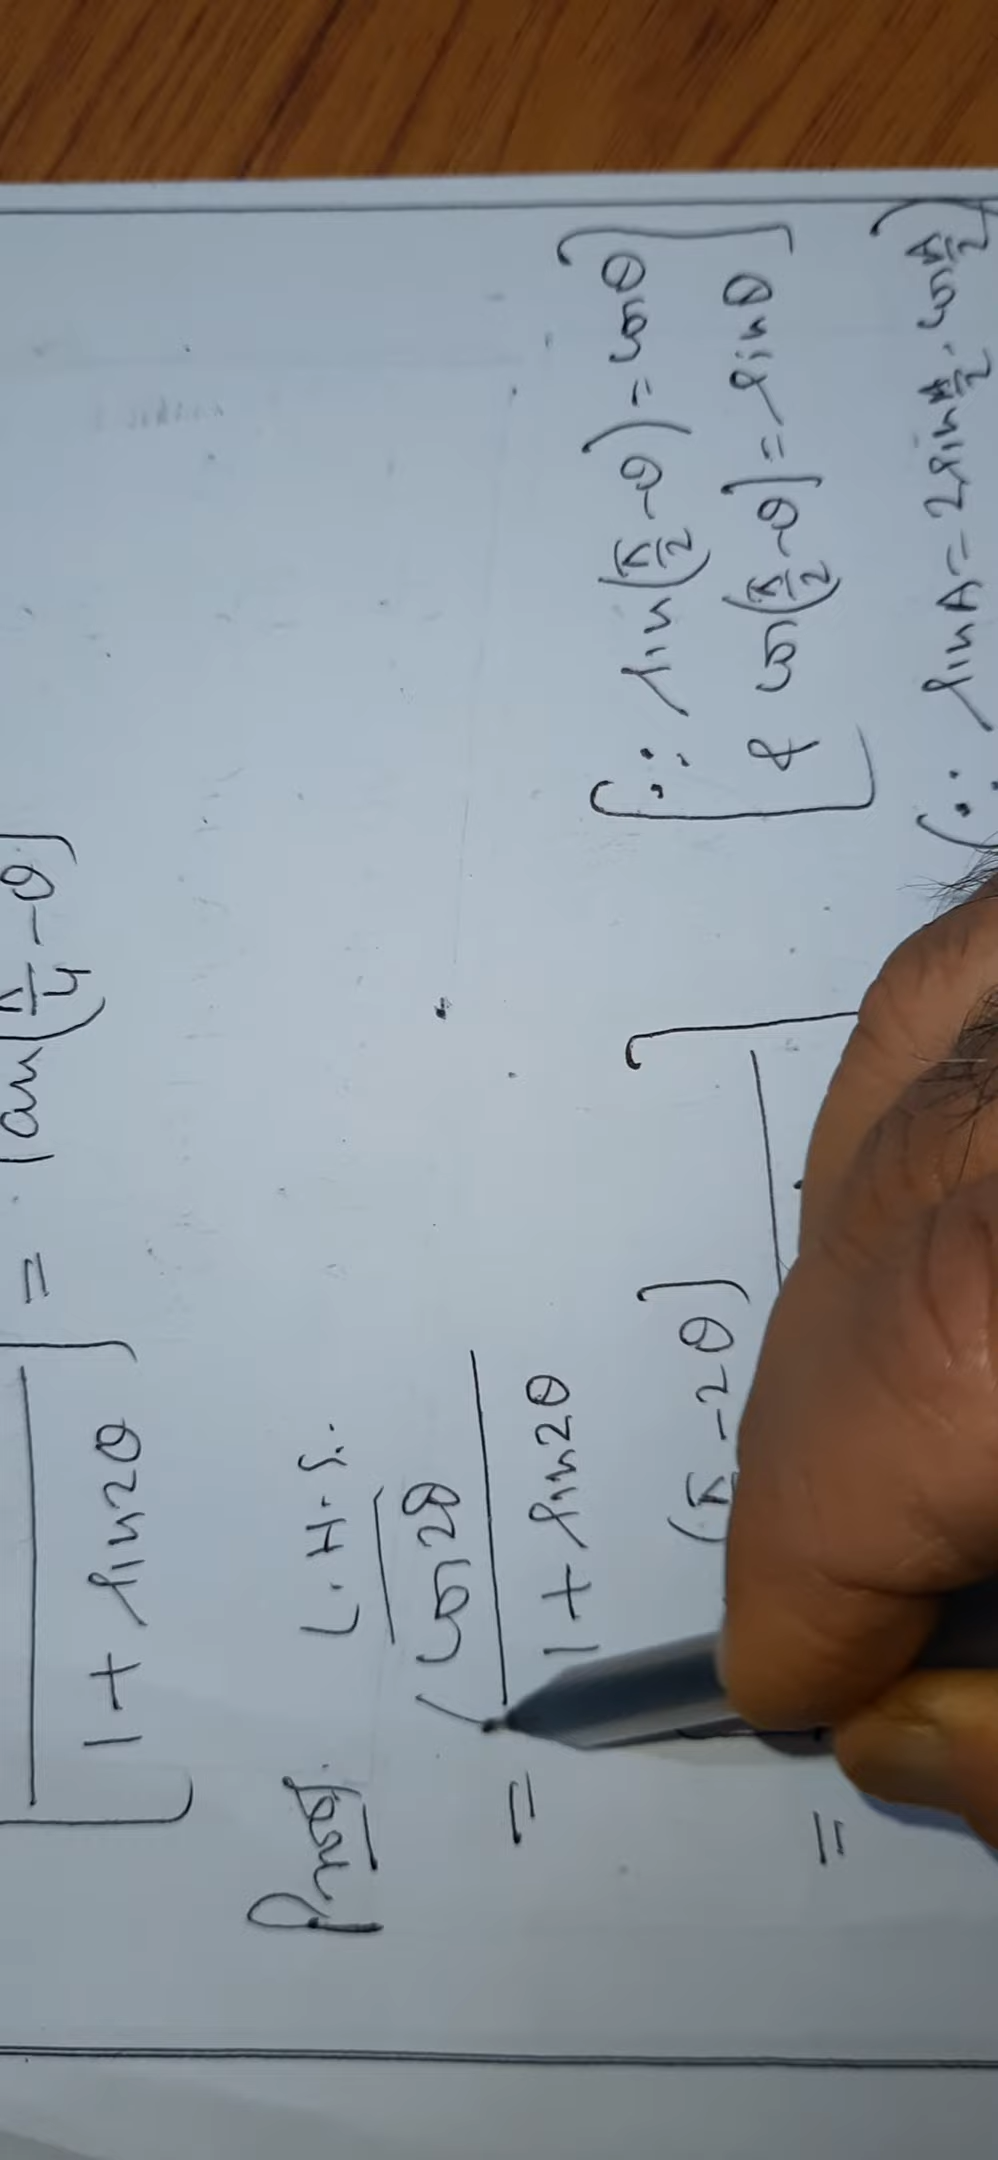 1 + sin2θ ] = tan(π/4 - θ)
Proof. L.H.S.
= cos2θ / 1 + sin2θ
[∵ sin(π/2 - θ) = cosθ
& cos(π/2 - θ) = sinθ]
= (π/ - 2θ)
(∵ sinA = 2sinA/2 · cosA/2)